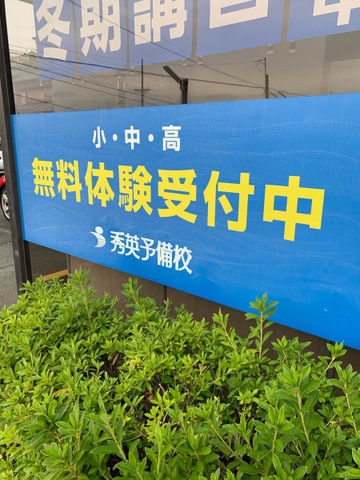 冬期講習
小・中・高
無料体験受付中
秀英予備校